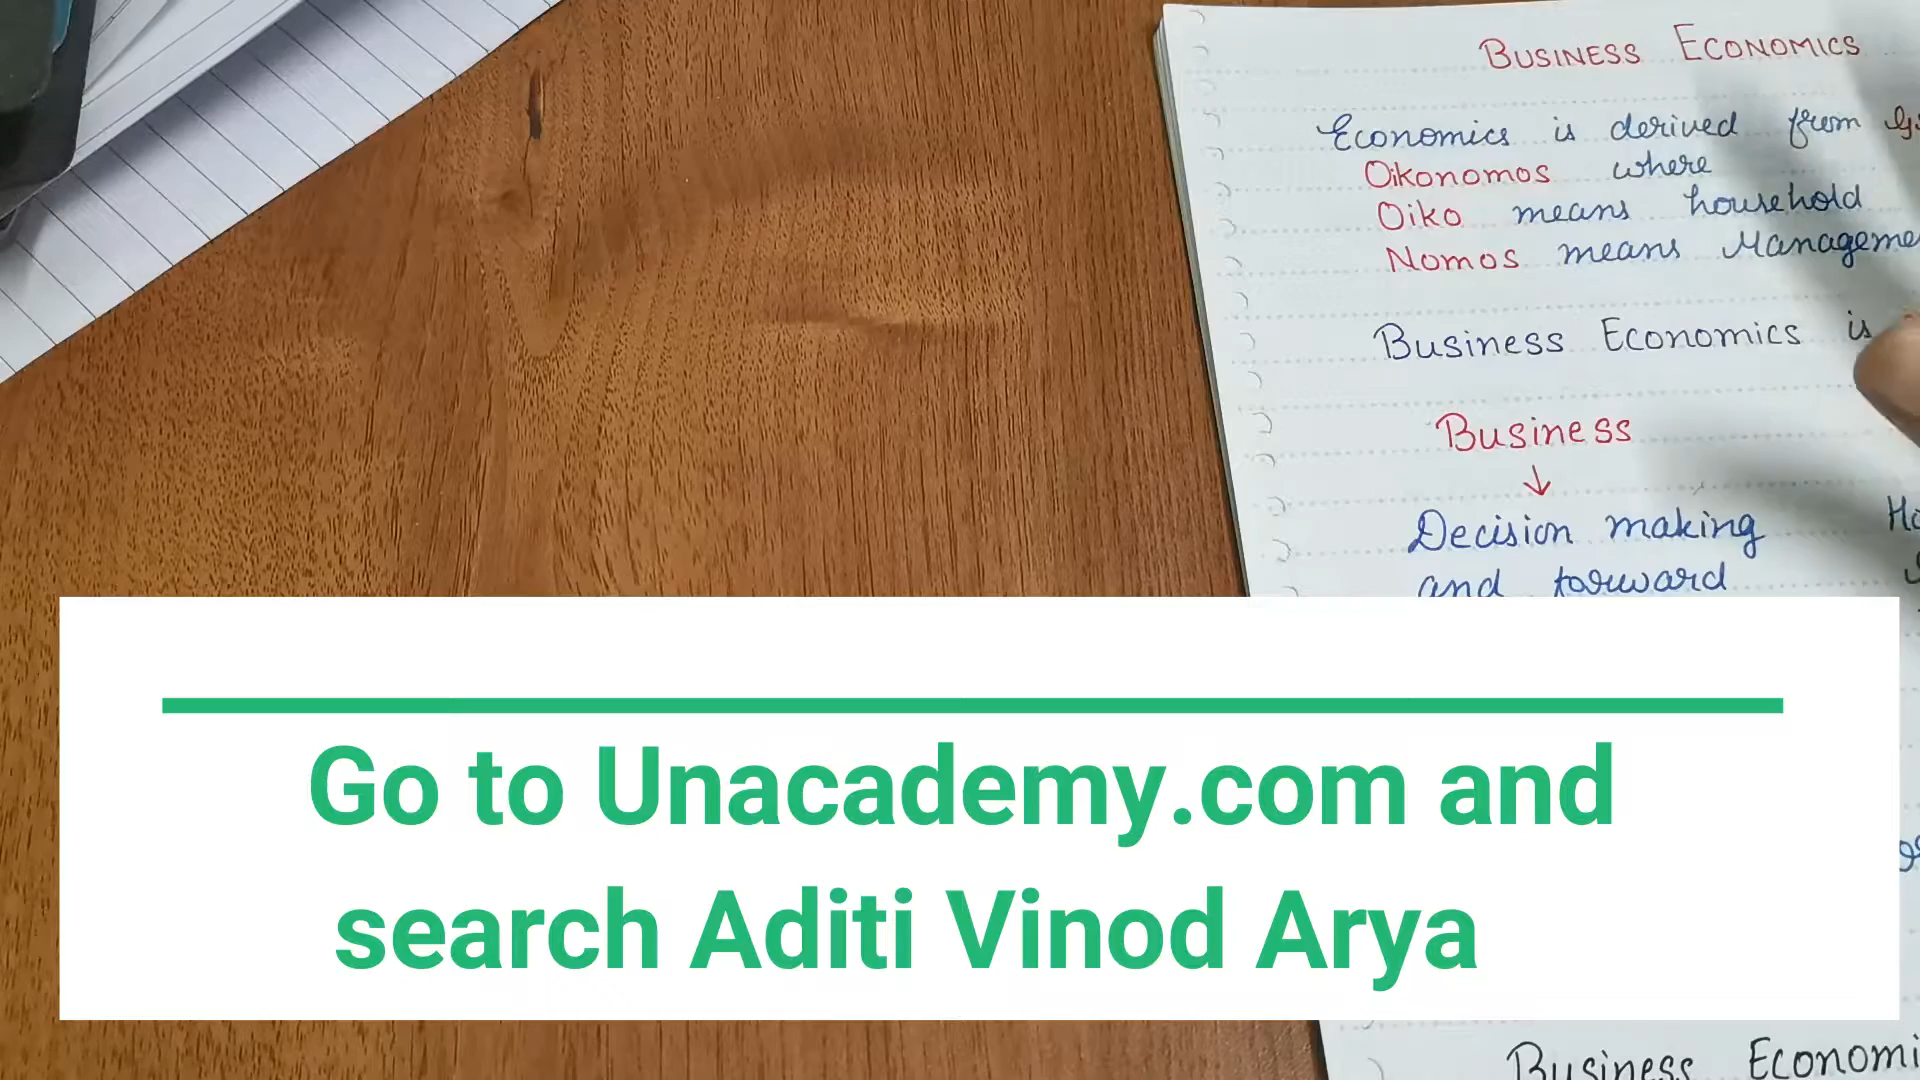 BUSINESS ECONOMICS
Economics is derived from
Oikonomos where
Oiko means household
Nomos means
Business Economics is
Business
↓
Decision making
and forward
Go to Unacademy.com and
search Aditi Vinod Arya
Business